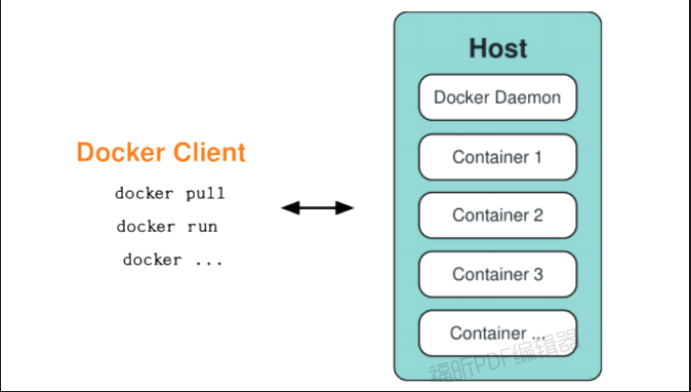 Docker Client
docker pull
docker run
docker ...
Host
Docker Daemon
Container 1
Container 2
Container 3
Container ...
福昕PDF编辑器